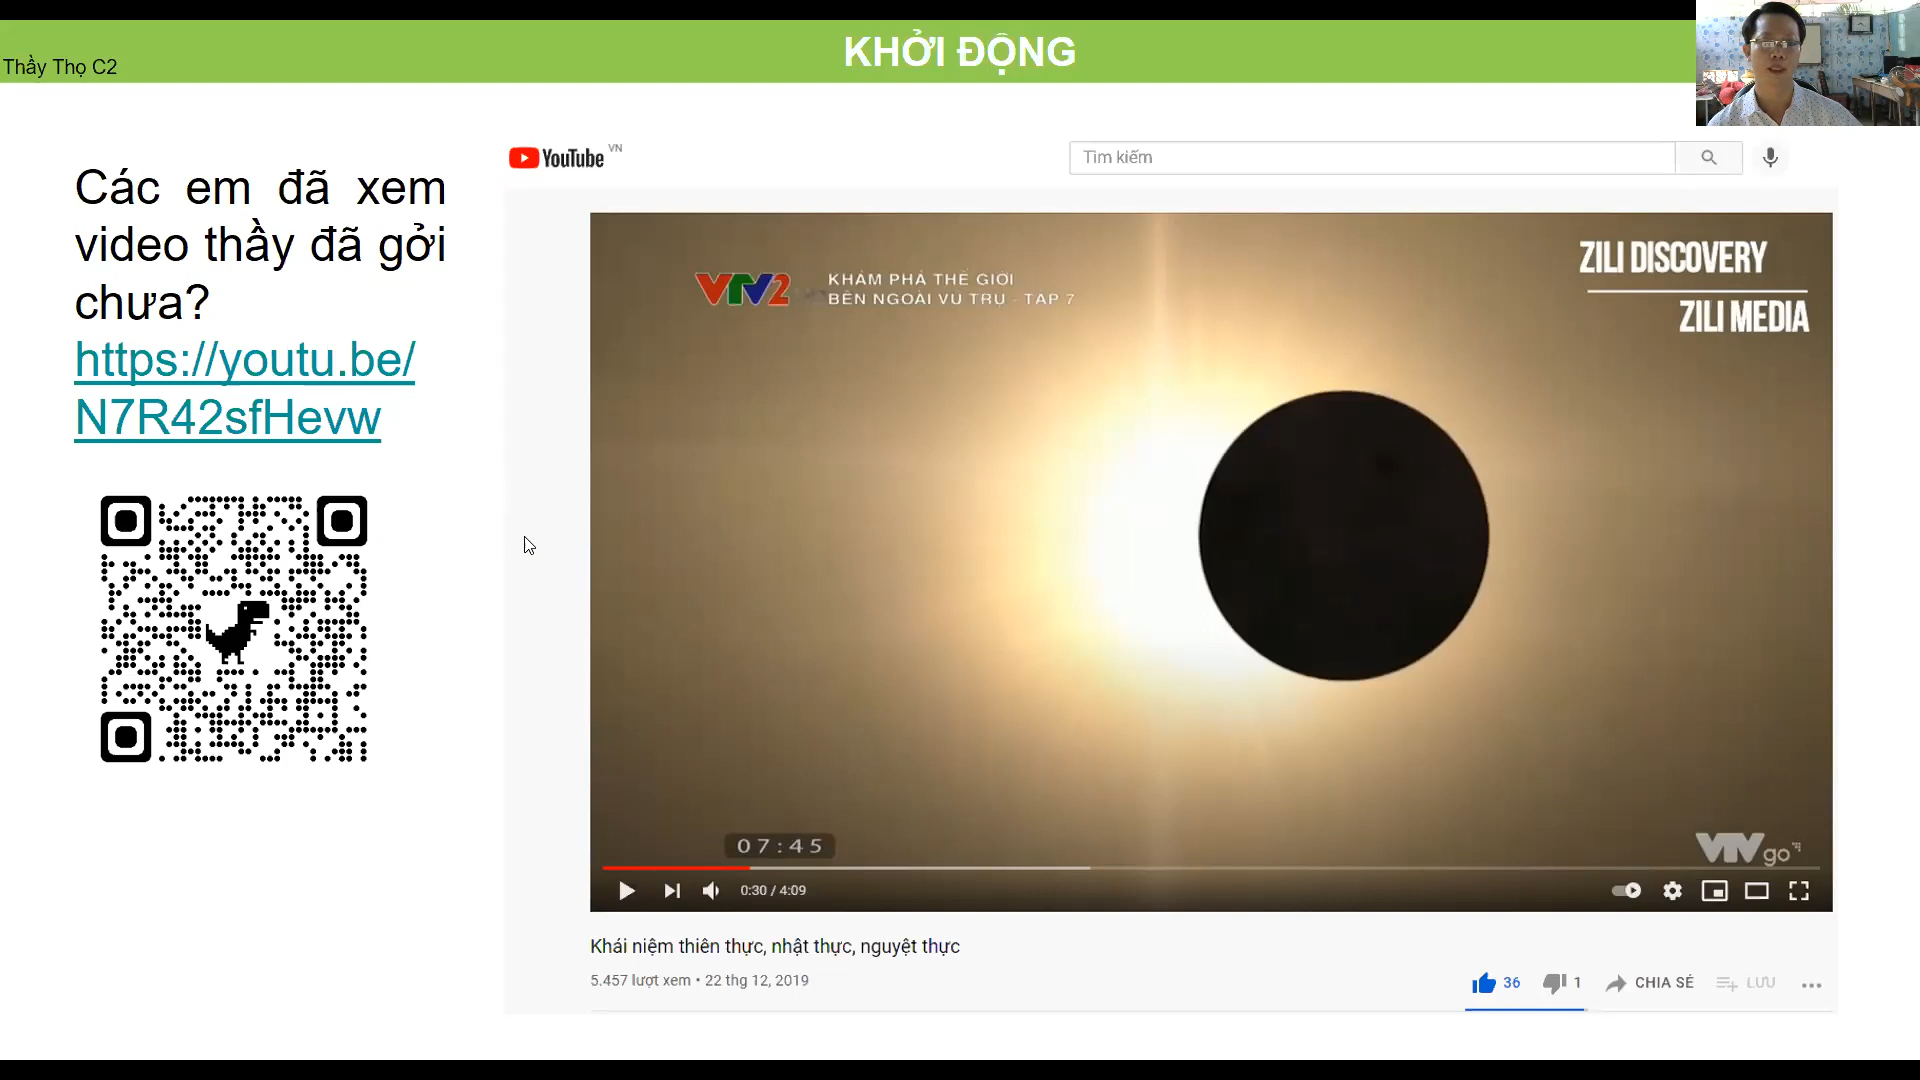 KHỞI ĐỘNG
Thầy Thọ C2
Các em đã xem
video thầy đã gởi
chưa?
https://youtu.be/
N7R42sfHevw
YouTube VN
Tìm kiếm
VTV2
KHÁM PHÁ THẾ GIỚI
BÊN NGOÀI VŨ TRỤ - TẬP 7
ZILI DISCOVERY
ZILI MEDIA
07:45
VTV go
0:30 / 4:09
Khái niệm thiên thực, nhật thực, nguyệt thực
5.457 lượt xem • 22 thg 12, 2019
36
1
CHIA SẺ
LƯU